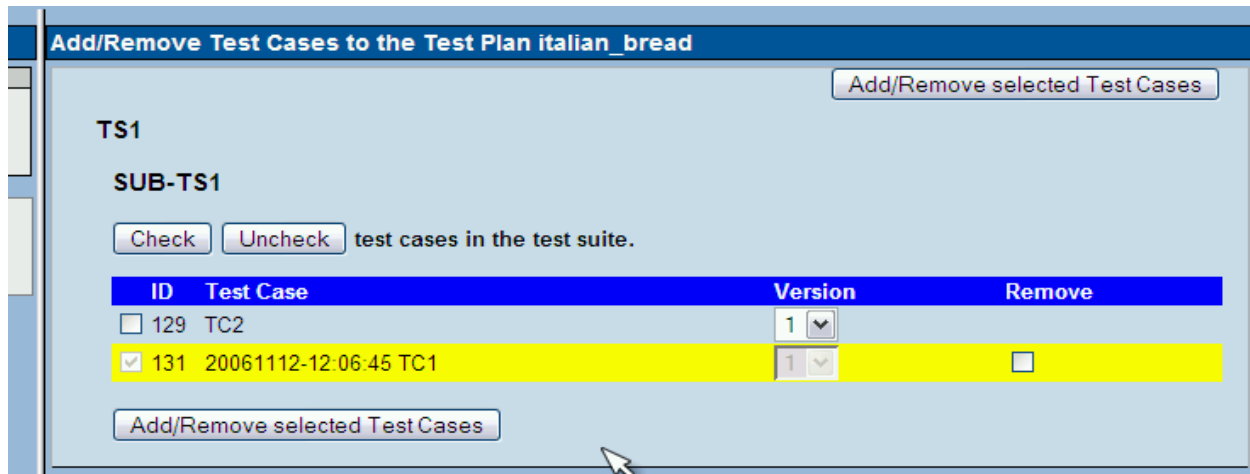 Add/Remove Test Cases to the Test Plan italian_bread
Add/Remove selected Test Cases
TS1
SUB-TS1
Check Uncheck test cases in the test suite.
ID Test Case Version Remove
129 TC2 1
131 20061112-12:06:45 TC1 1
Add/Remove selected Test Cases